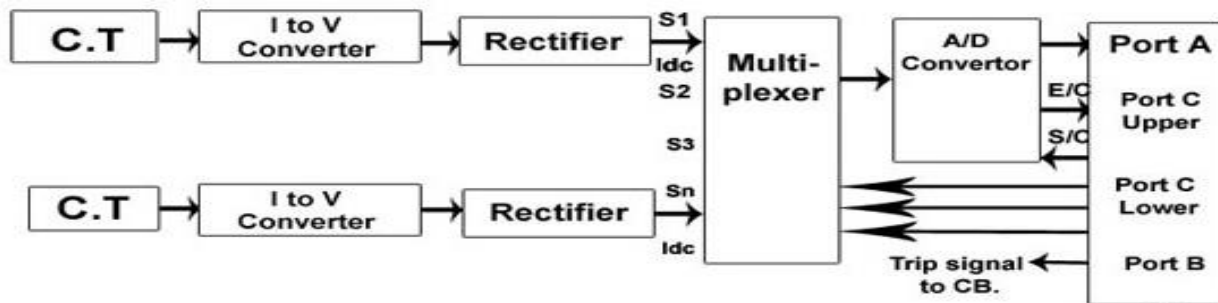 C.T
I to V
Converter
Rectifier
S1
Idc
S2
S3
Sn
Idc
Multi-
plexer
A/D
Convertor
E/C
S/C
Port A
Port C
Upper
Port C
Lower
Port B
Trip signal
to CB.
C.T
I to V
Converter
Rectifier